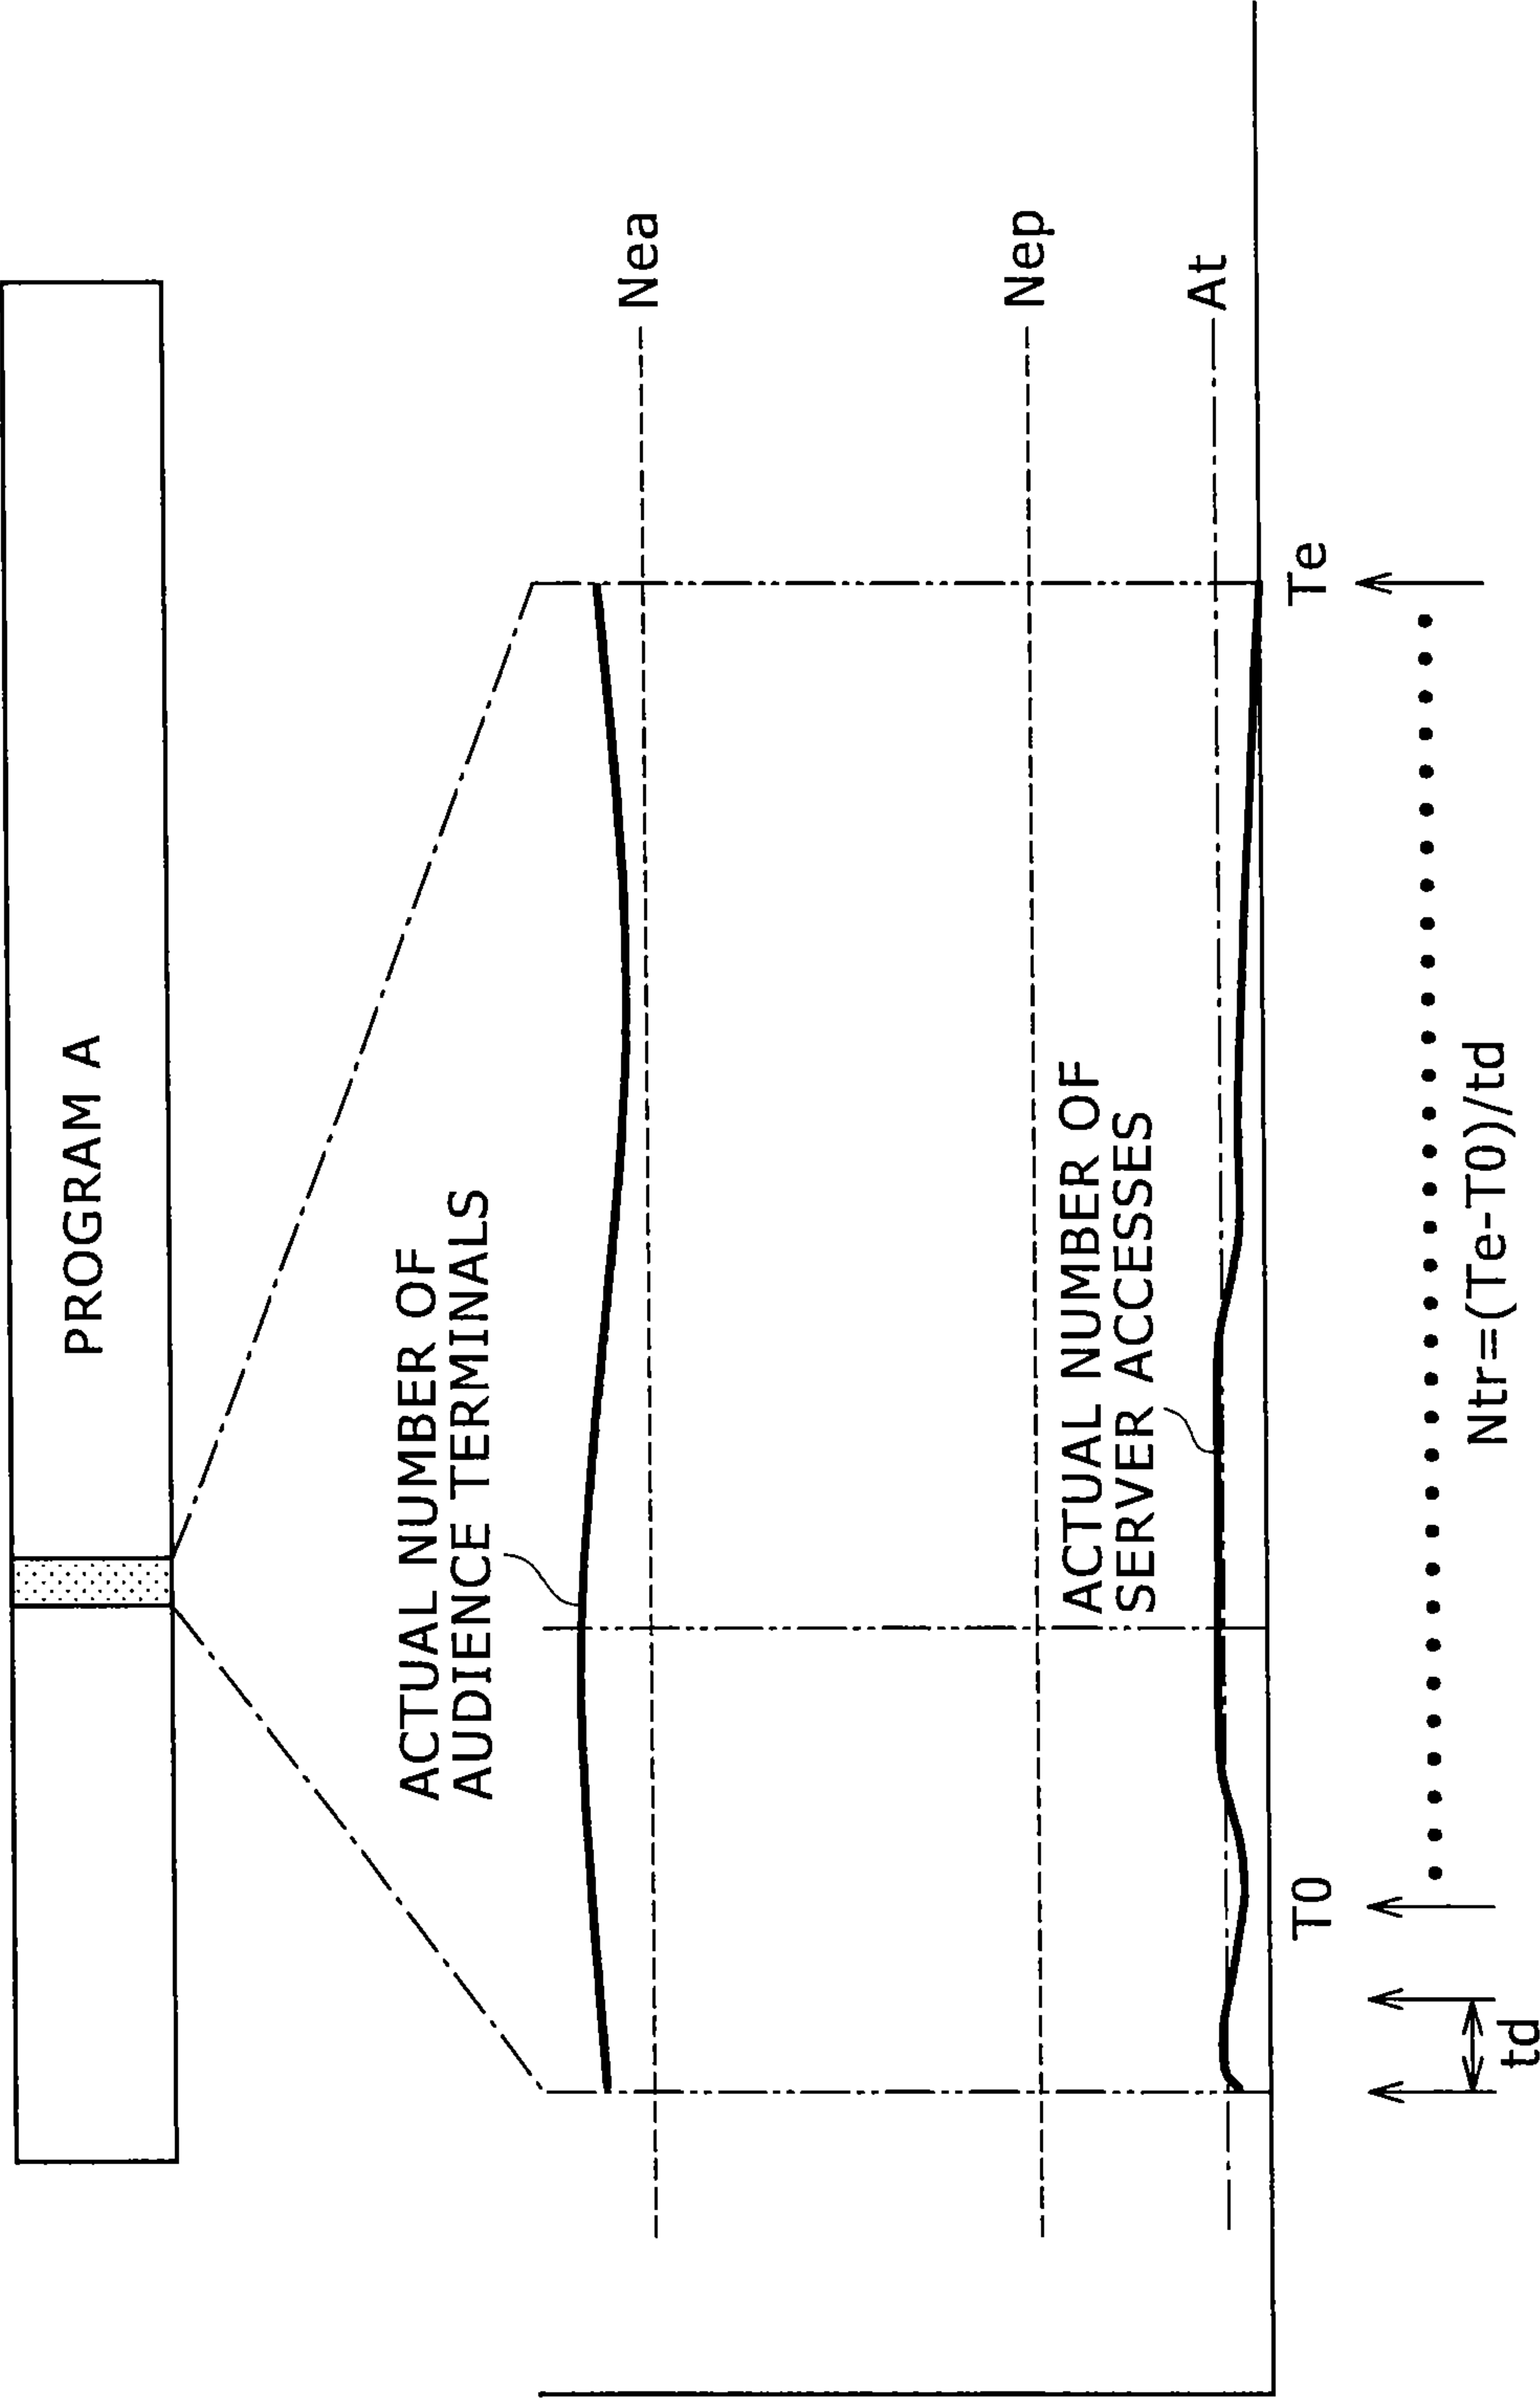 PROGRAM A
ACTUAL NUMBER OF
AUDIENCE TERMINALS
Nea
Nep
ACTUAL NUMBER OF
SERVER ACCESSES
At
T0
Te
td
Ntr=(Te-T0)/td